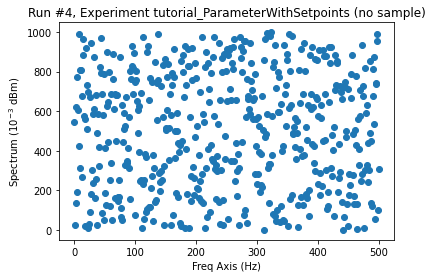 Run #4, Experiment tutorial_ParameterWithSetpoints (no sample)
1000
800
600
400
200
0
Spectrum (10⁻³ dBm)
0 100 200 300 400 500
Freq Axis (Hz)